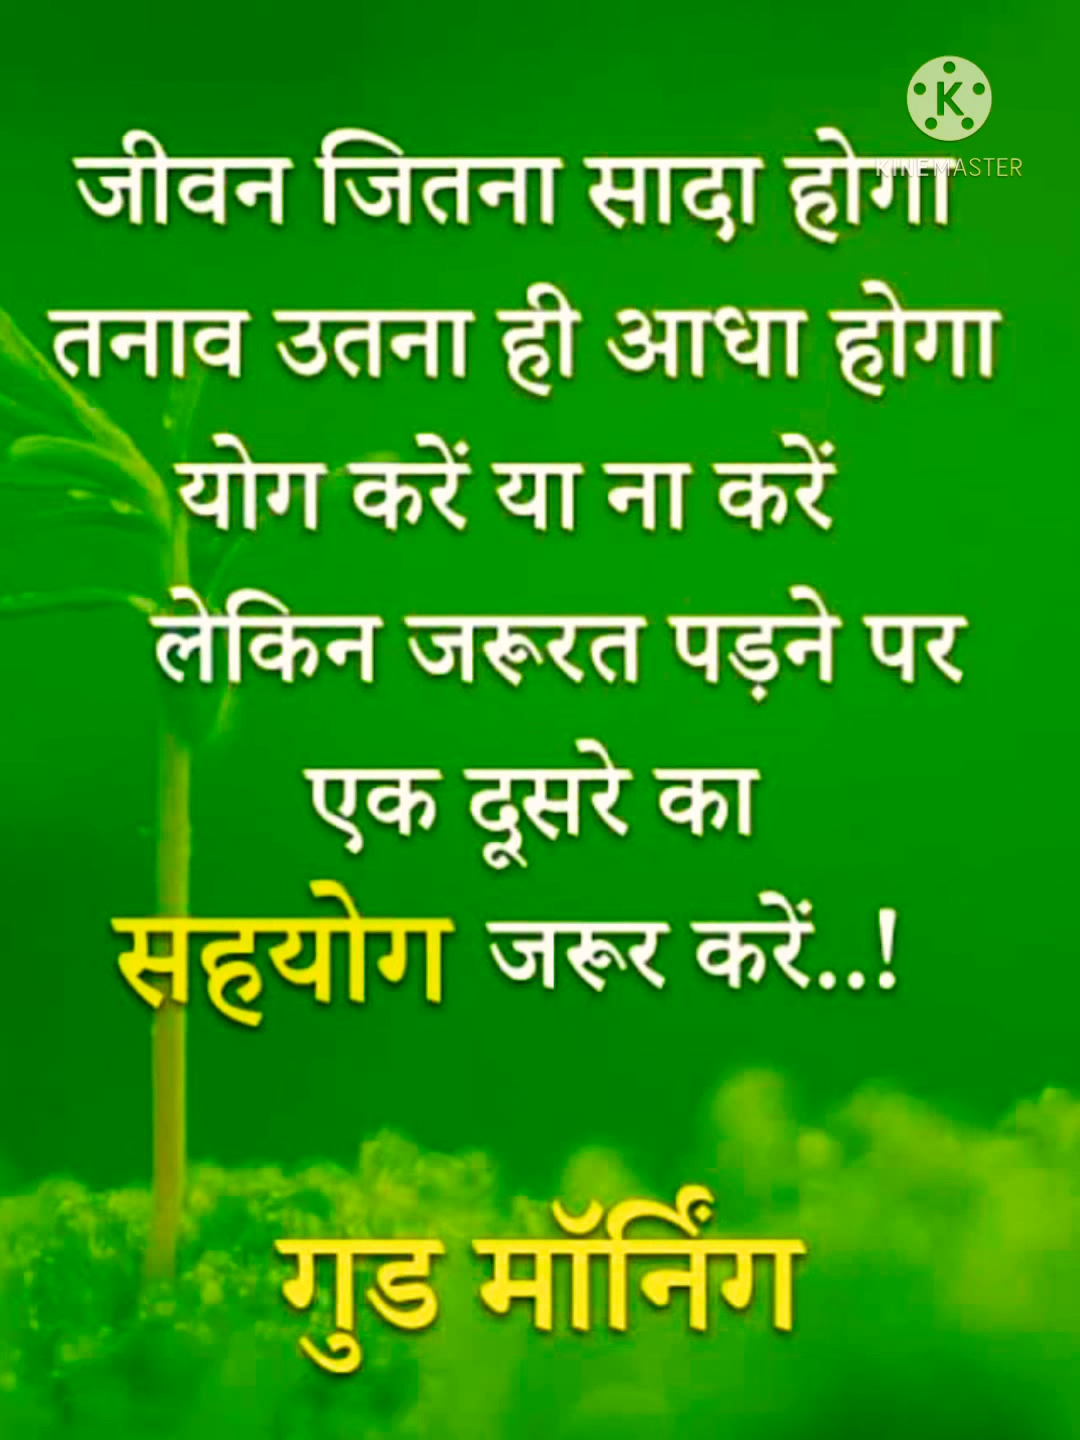 KINEMASTER
जीवन जितना सादा होगा
तनाव उतना ही आधा होगा
योग करें या ना करें
लेकिन जरूरत पड़ने पर
एक दूसरे का
सहयोग जरूर करें..!
गुड मॉर्निंग